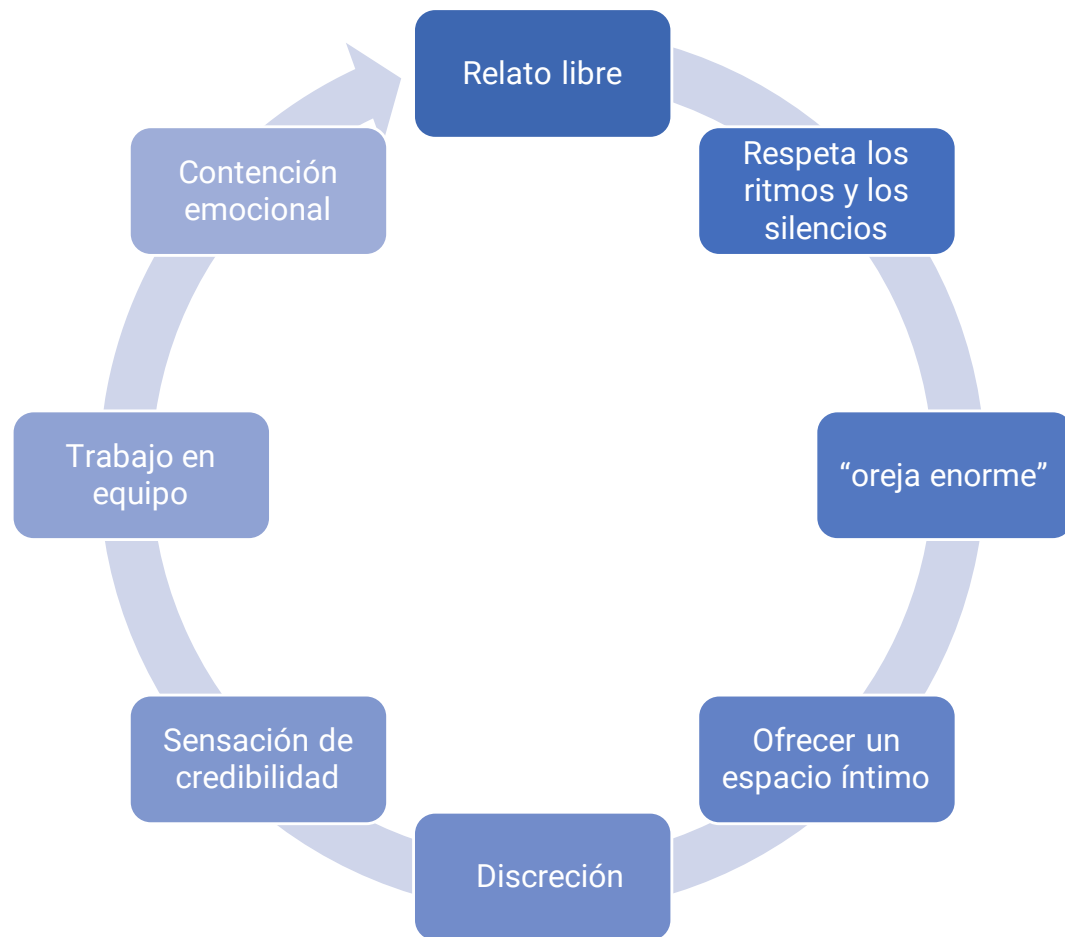 Relato libre
Respeta los
ritmos y los
silencios
“oreja enorme”
Ofrecer un
espacio íntimo
Discreción
Sensación de
credibilidad
Trabajo en
equipo
Contención
emocional